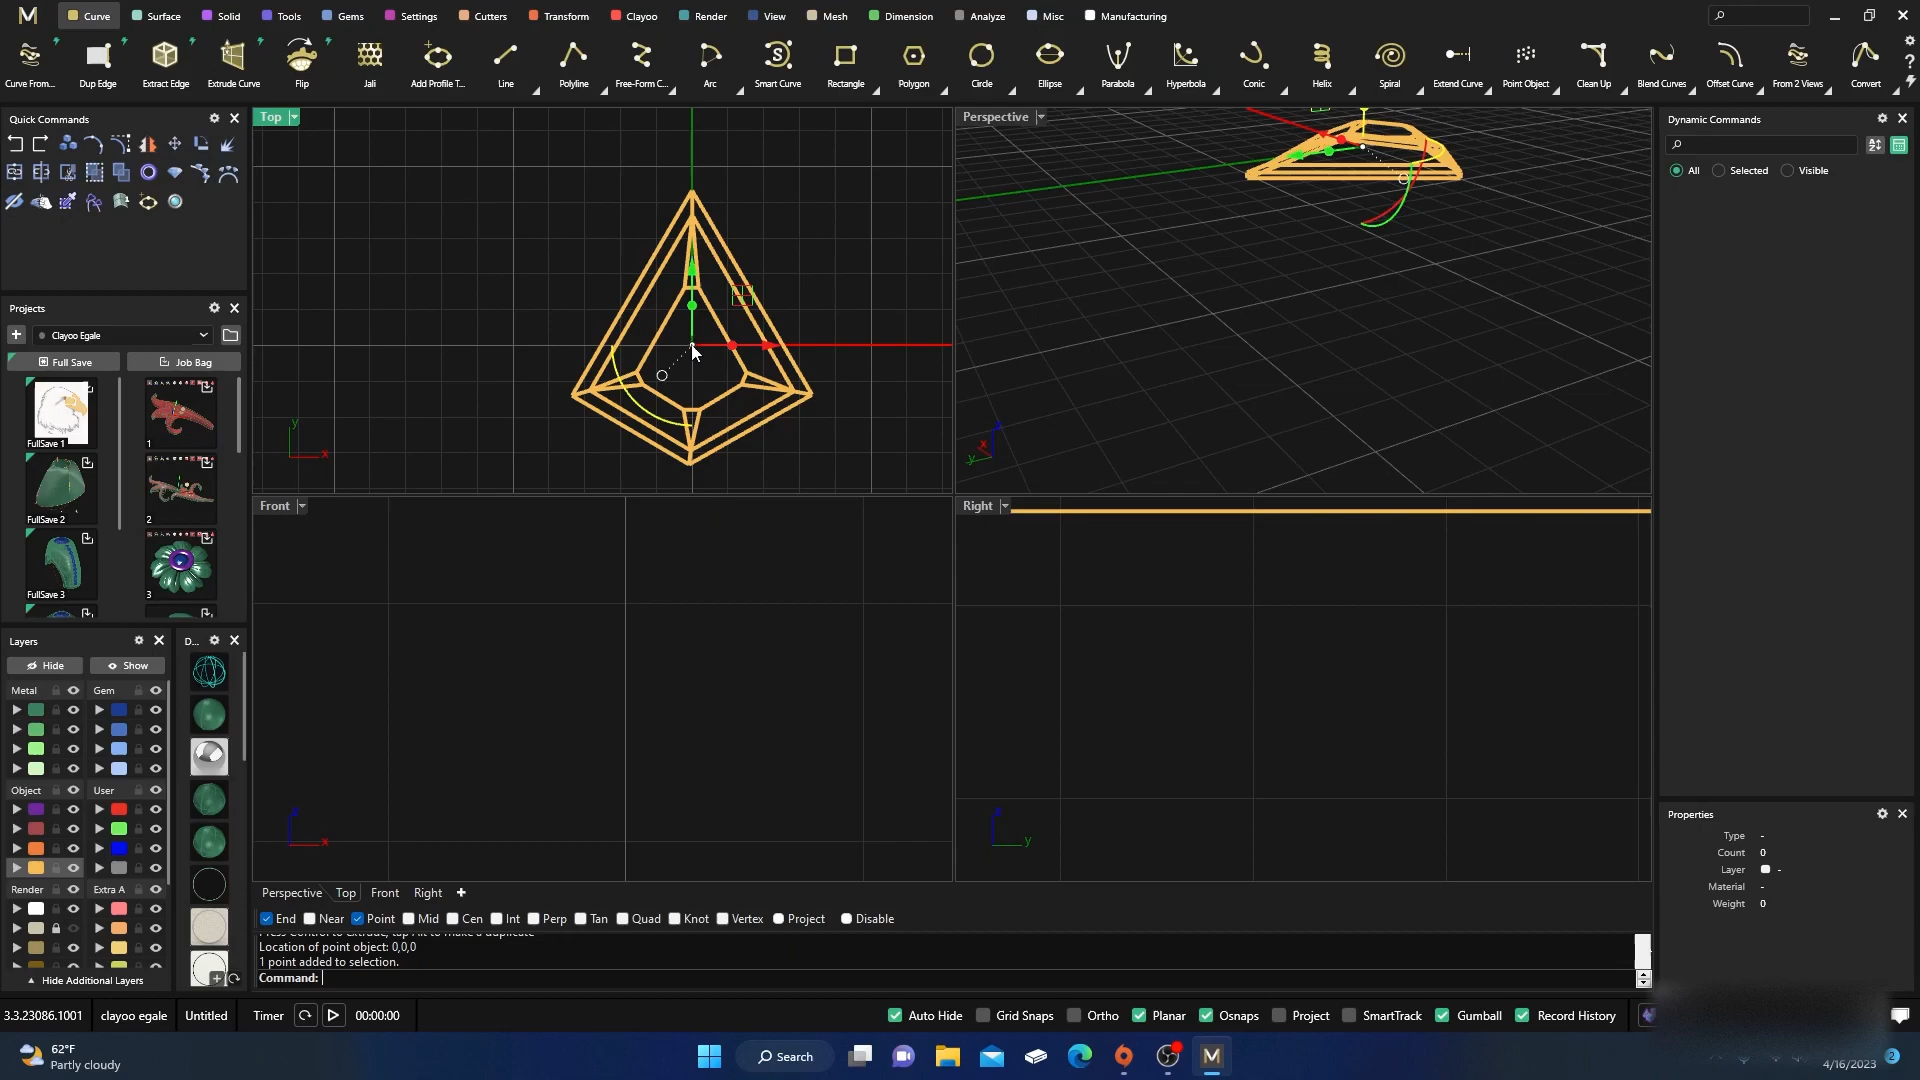 Curve
Surface
Solid
Tools
Gems
Settings
Cutters
Transform
Clayoo
Render
View
Mesh
Dimension
Analyze
Misc
Manufacturing
Curve From...
Dup Edge
Extract Edge
Extrude Curve
Flip
Jali
Add Profile T...
Line
Polyline
Free-Form C...
Arc
Smart Curve
Rectangle
Polygon
Circle
Ellipse
Parabola
Hyperbola
Conic
Helix
Spiral
Extend Curve
Point Object
Clean Up
Blend Curves
Offset Curve
From 2 Views
Convert
Quick Commands
Top
Perspective
Dynamic Commands
All
Selected
Visible
Projects
Clayoo Egale
Full Save
Job Bag
FullSave 1
1
FullSave 2
2
FullSave 3
3
y
x
x
y
Front
Right
Layers
D...
Hide
Show
Metal
Gem
Object
User
Render
Extra A
Hide Additional Layers
x
y
Properties
Type -
Count 0
Layer -
Material -
Weight 0
Perspective
Top
Front
Right
End
Near
Point
Mid
Cen
Int
Perp
Tan
Quad
Knot
Vertex
Project
Disable
Location of point object: 0,0,0
1 point added to selection.
Command:
3.3.23086.1001
clayoo egale
Untitled
Timer
00:00:00
Auto Hide
Grid Snaps
Ortho
Planar
Osnaps
Project
SmartTrack
Gumball
Record History
62°F
Partly cloudy
Search
4/16/2023
2